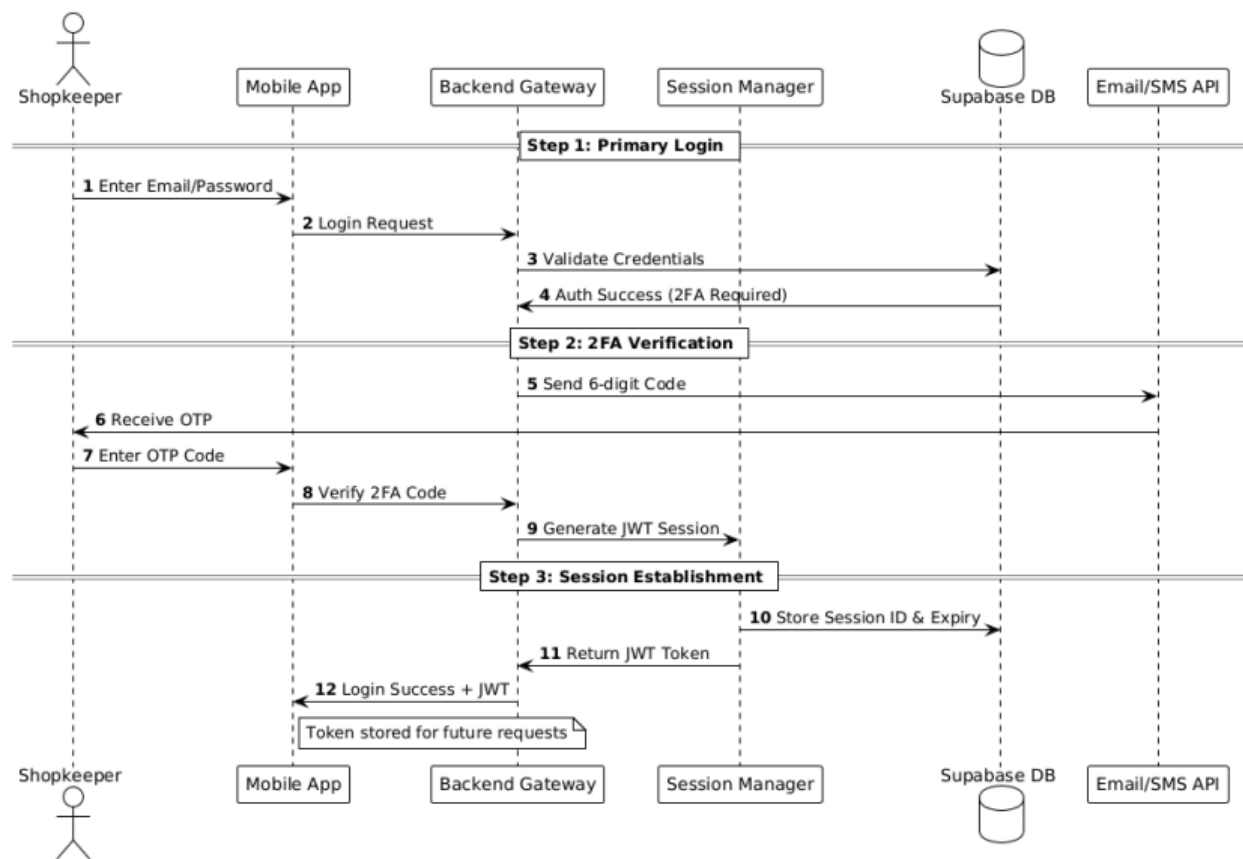 Shopkeeper
Mobile App
Backend Gateway
Session Manager
Supabase DB
Email/SMS API
Step 1: Primary Login
1 Enter Email/Password
2 Login Request
3 Validate Credentials
4 Auth Success (2FA Required)
Step 2: 2FA Verification
5 Send 6-digit Code
6 Receive OTP
7 Enter OTP Code
8 Verify 2FA Code
9 Generate JWT Session
Step 3: Session Establishment
10 Store Session ID & Expiry
11 Return JWT Token
12 Login Success + JWT
Token stored for future requests
Shopkeeper
Mobile App
Backend Gateway
Session Manager
Supabase DB
Email/SMS API